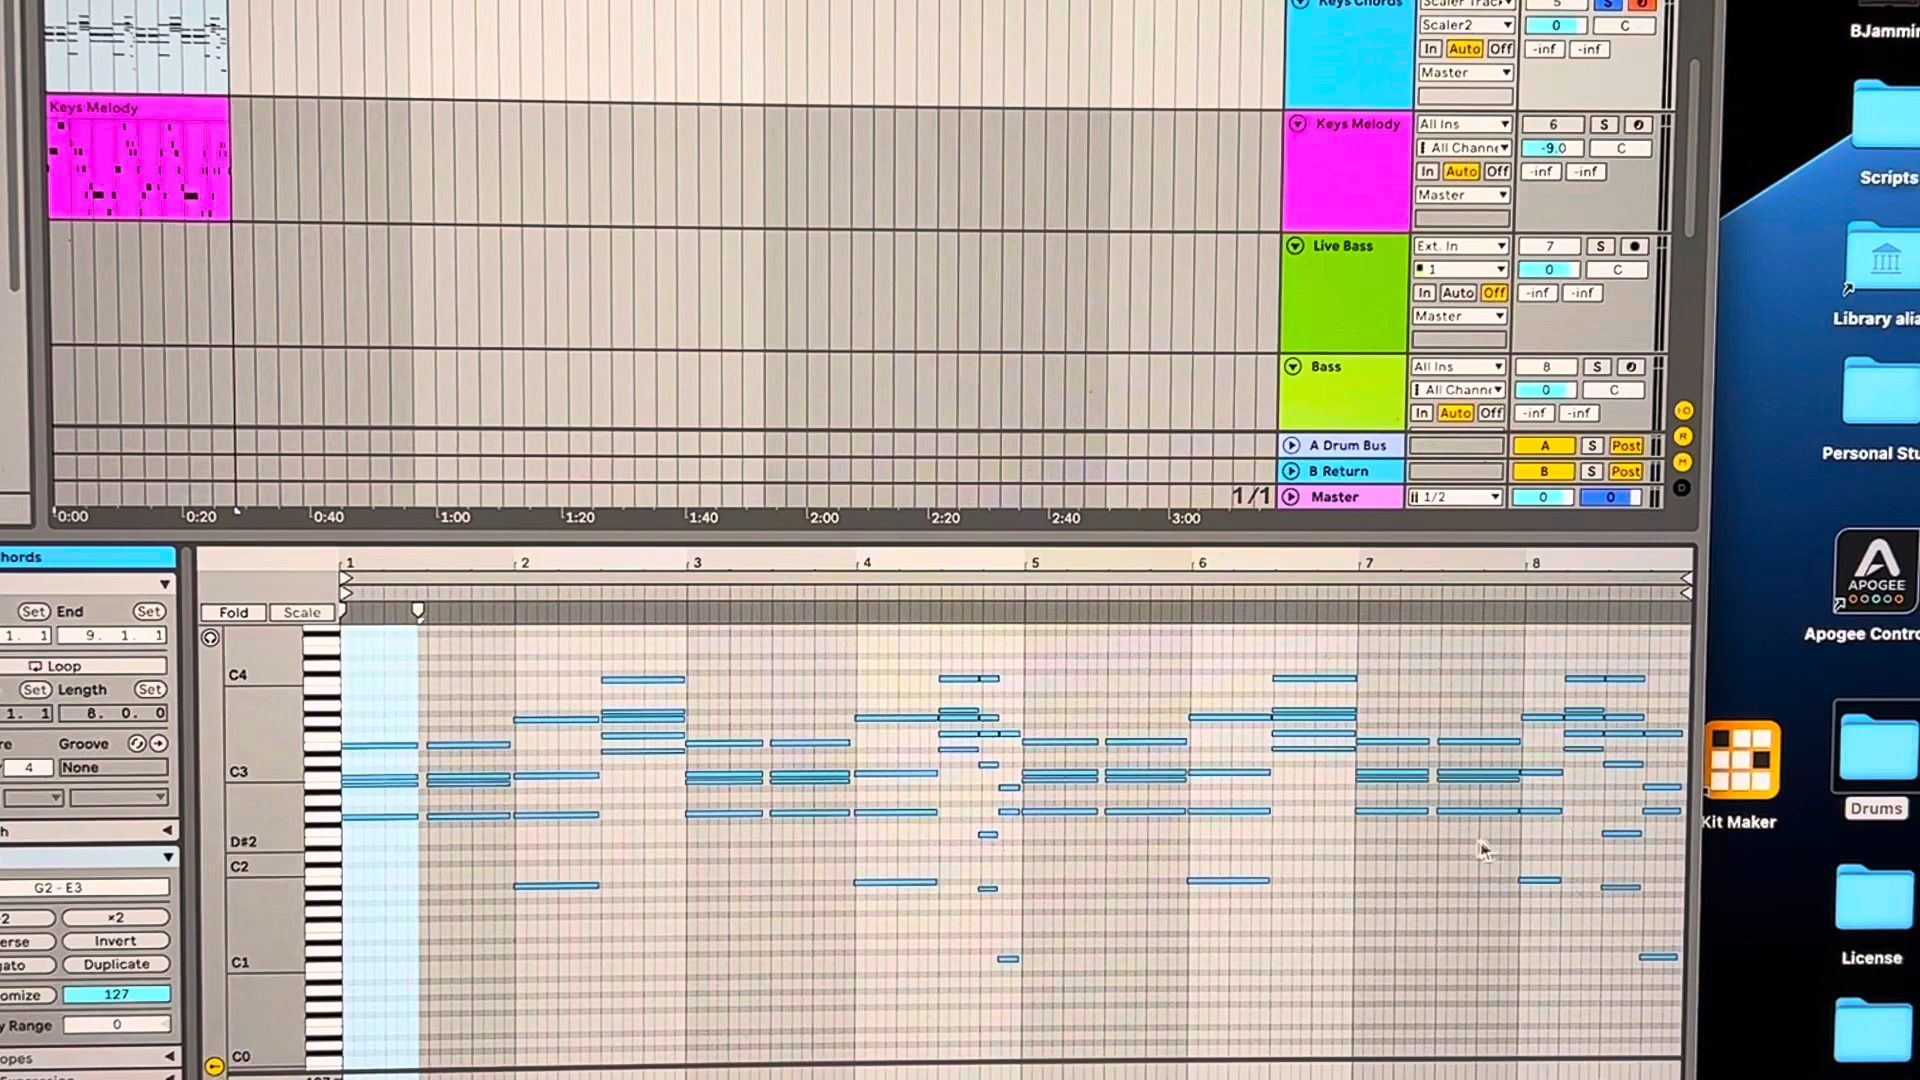 Keys Chords
5
S
Scaler2
0
C
In Auto Off
-inf
-inf
Master
Keys Melody
Keys Melody
All Ins
6
S
All Channe
-9.0
C
In Auto Off
-inf
-inf
Master
Live Bass
Ext. In
7
S
1
0
C
In Auto Off
-inf
-inf
Master
Bass
All Ins
8
S
All Channe
0
C
In Auto Off
-inf
-inf
A Drum Bus
A
S
Post
B Return
B
S
Post
1/1
Master
1/2
0
0
0:00
0:20
0:40
1:00
1:20
1:40
2:00
2:20
2:40
3:00
I·O
R
M
D
hords
1
2
3
4
5
6
7
8
Fold
Scale
Set
End
Set
1. 1
9. 1. 1
Loop
Set
Length
Set
1. 1
8. 0. 0
re
Groove
4
None
h
G2 - E3
2
×2
erse
Invert
gato
Duplicate
omize
127
y Range
0
opes
C4
C3
D#2
C2
C1
C0
BJammin
Scripts
Library alia
Personal Stu
APOGEE
Apogee Contro
Kit Maker
Drums
License